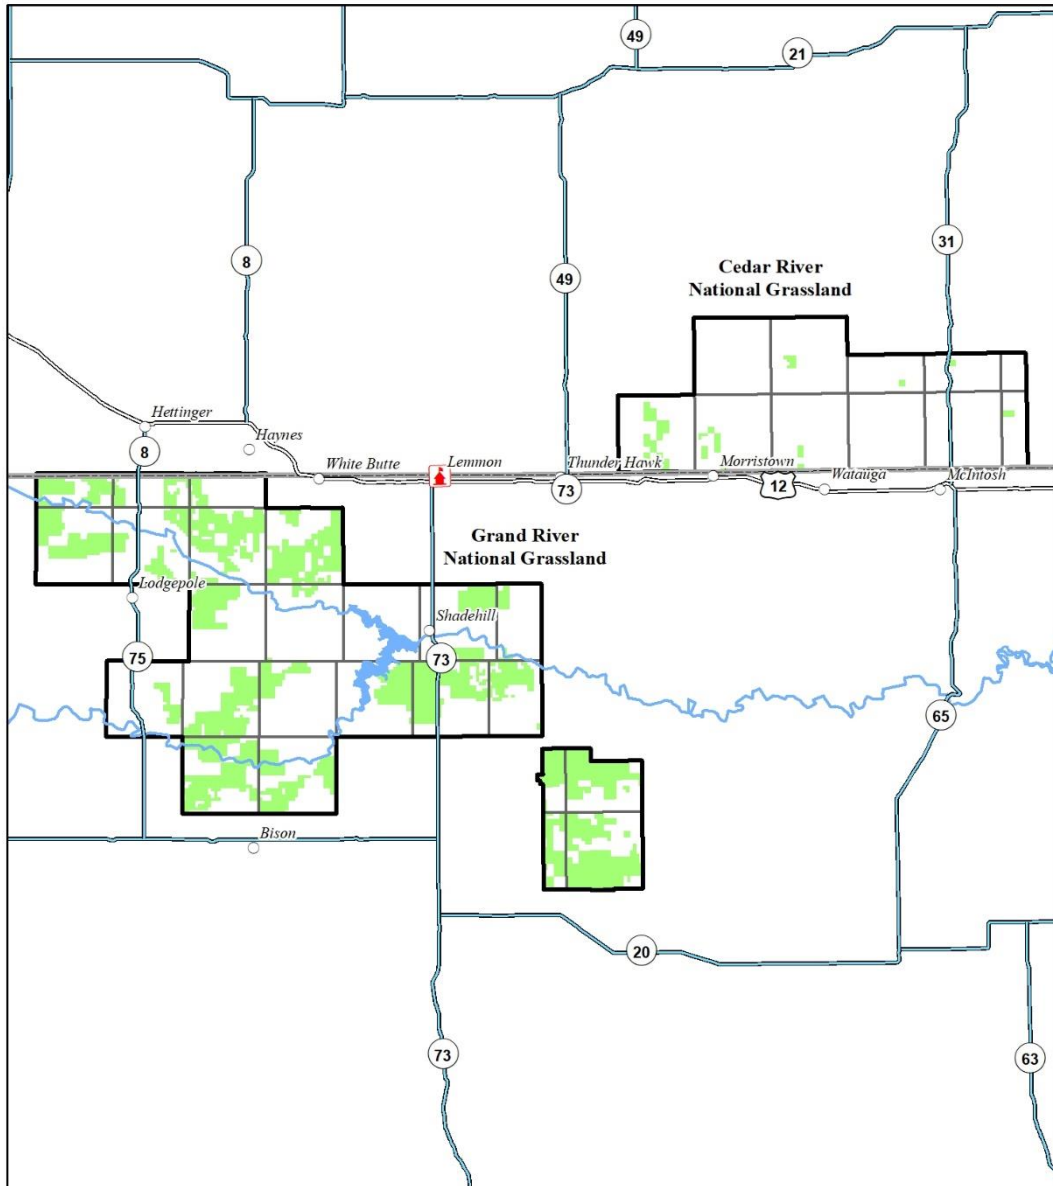 49
21
8
49
31
Cedar River
National Grassland
Hettinger
8
Haynes
White Butte
Lemmon
Thunder Hawk
73
Morristown
12
Watauga
McIntosh
Grand River
National Grassland
Lodgepole
Shadehill
75
73
65
Bison
20
73
63